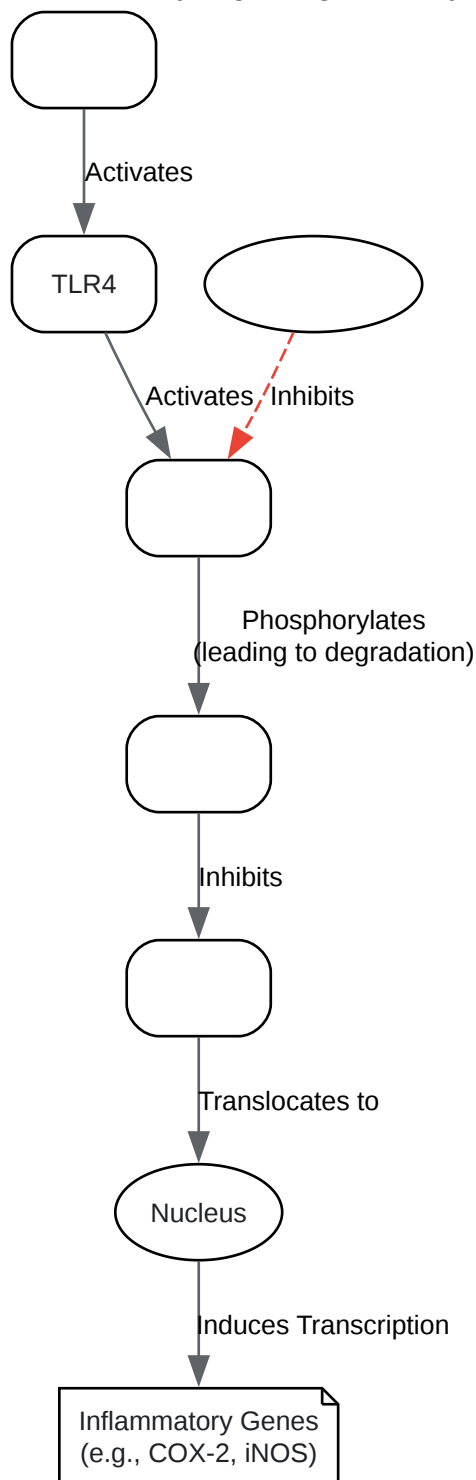 Activates
TLR4
Activates
Inhibits
Phosphorylates
(leading to degradation)
Inhibits
Translocates to
Nucleus
Induces Transcription
Inflammatory Genes
(e.g., COX-2, iNOS)